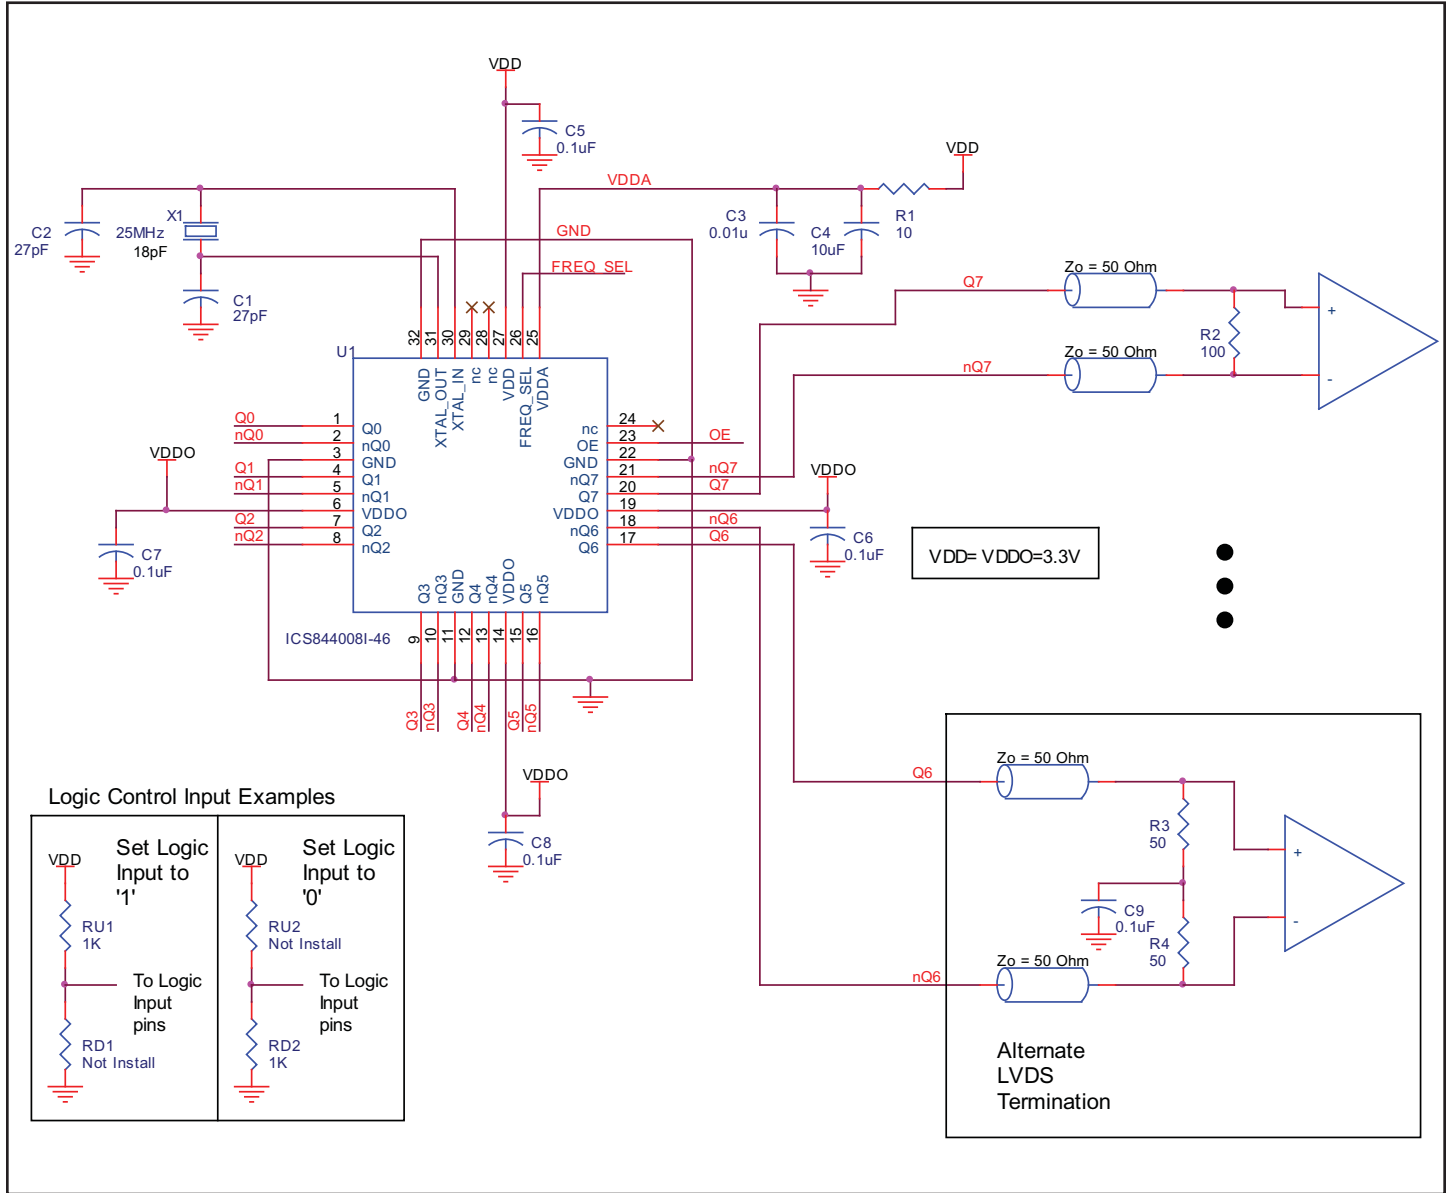 VDD
C5
0.1uF
VDD
VDDA
C2
27pF
X1
25MHz
18pF
C3
0.01u
C4
10uF
R1
10
GND
FREQ_SEL
C1
27pF
Q7
Zo = 50 Ohm
R2
100
+
-
nQ7
Zo = 50 Ohm
U1
32
31
30
29
28
27
26
25
GND
XTAL_OUT
XTAL_IN
nc
nc
VDD
FREQ_SEL
VDDA
Q0
1
Q0
nQ0
2
nQ0
3
GND
Q1
4
Q1
nQ1
5
nQ1
6
VDDO
Q2
7
Q2
nQ2
8
nQ2
VDDO
C7
0.1uF
nc
24
OE
23
OE
GND
22
nQ7
21
nQ7
Q7
20
Q7
VDDO
19
nQ6
18
nQ6
Q6
17
Q6
VDDO
C6
0.1uF
VDD= VDDO=3.3V
Q3
nQ3
GND
Q4
nQ4
VDDO
Q5
nQ5
ICS844008I-46
9
10
11
12
13
14
15
16
Q3
nQ3
Q4
nQ4
Q5
nQ5
VDDO
C8
0.1uF
Q6
Zo = 50 Ohm
R3
50
+
-
C9
0.1uF
R4
50
nQ6
Zo = 50 Ohm
Alternate
LVDS
Termination
Logic Control Input Examples
Set Logic
Input to
'1'
VDD
RU1
1K
To Logic
Input
pins
RD1
Not Install
Set Logic
Input to
'0'
VDD
RU2
Not Install
To Logic
Input
pins
RD2
1K